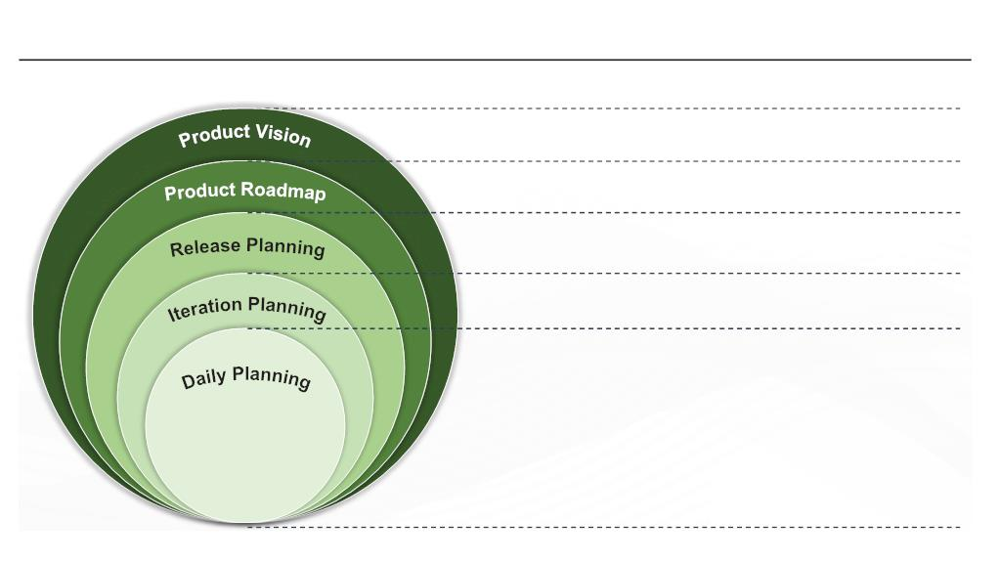 Product Vision
Product Roadmap
Release Planning
Iteration Planning
Daily Planning